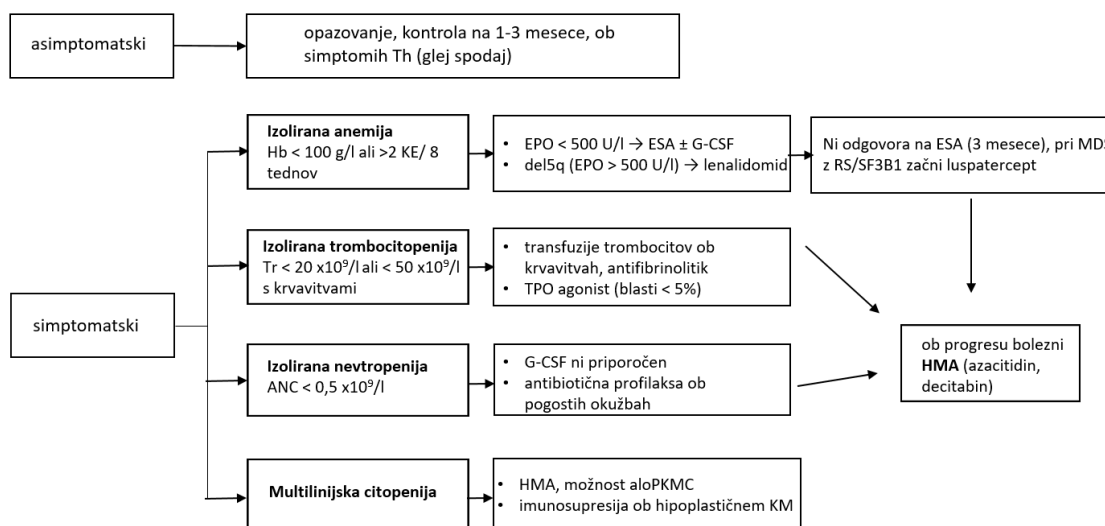 asimptomatski
opazovanje, kontrola na 1-3 mesece, ob
simptomih Th (glej spodaj)
simptomatski
Izolirana anemija
Hb < 100 g/l ali >2 KE/ 8
tednov
• EPO < 500 U/l → ESA ± G-CSF
• del5q (EPO > 500 U/l) → lenalidomid
Ni odgovora na ESA (3 mesece), pri MDS
z RS/SF3B1 začni luspatercept
Izolirana trombocitopenija
Tr < 20 x10⁹/l ali < 50 x10⁹/l
s krvavitvami
• transfuzije trombocitov ob
krvavitvah, antifibrinolitik
• TPO agonist (blasti < 5%)
Izolirana nevtropenija
ANC < 0,5 x10⁹/l
• G-CSF ni priporočen
• antibiotična profilaksa ob
pogostih okužbah
ob progresu bolezni
HMA (azacitidin,
decitabin)
Multilinijska citopenija
• HMA, možnost aloPKMC
• imunosupresija ob hipoplastičnem KM